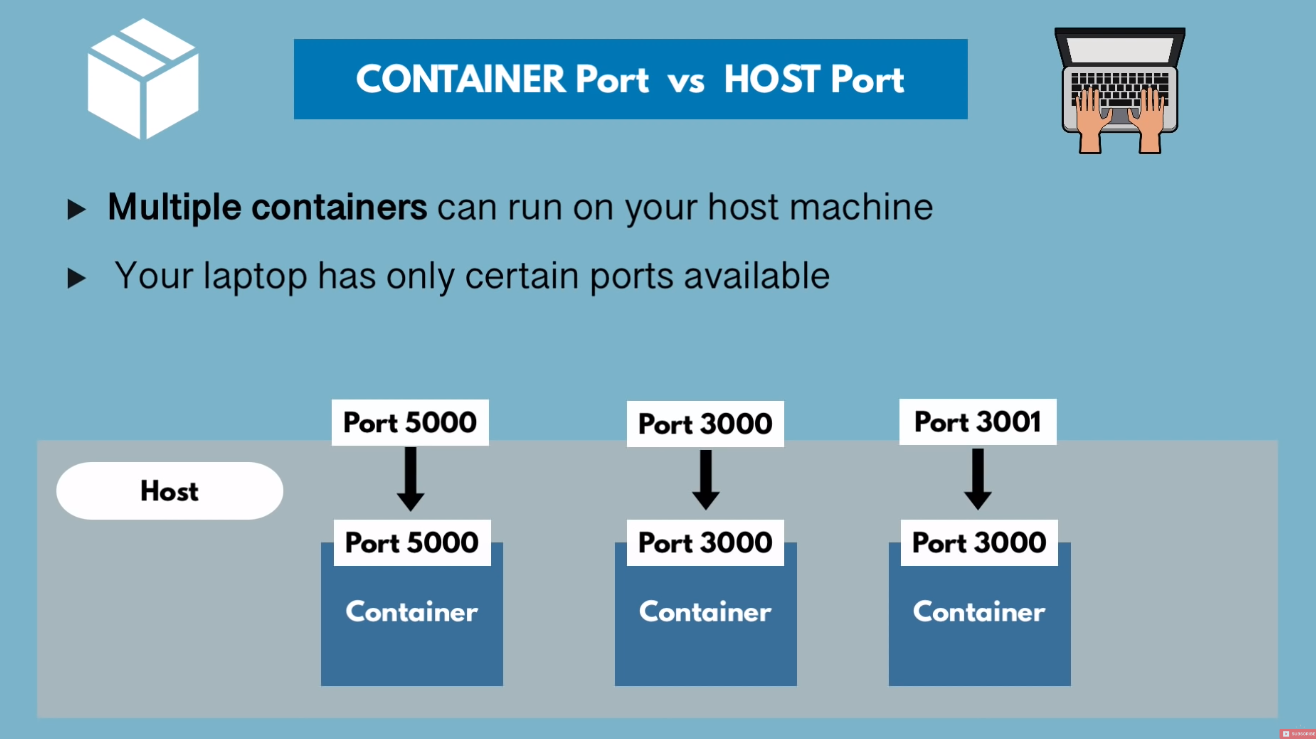 CONTAINER Port vs HOST Port
Multiple containers can run on your host machine
Your laptop has only certain ports available
Port 5000
Port 3000
Port 3001
Host
Port 5000
Port 3000
Port 3000
Container
Container
Container
SUBSCRIBE